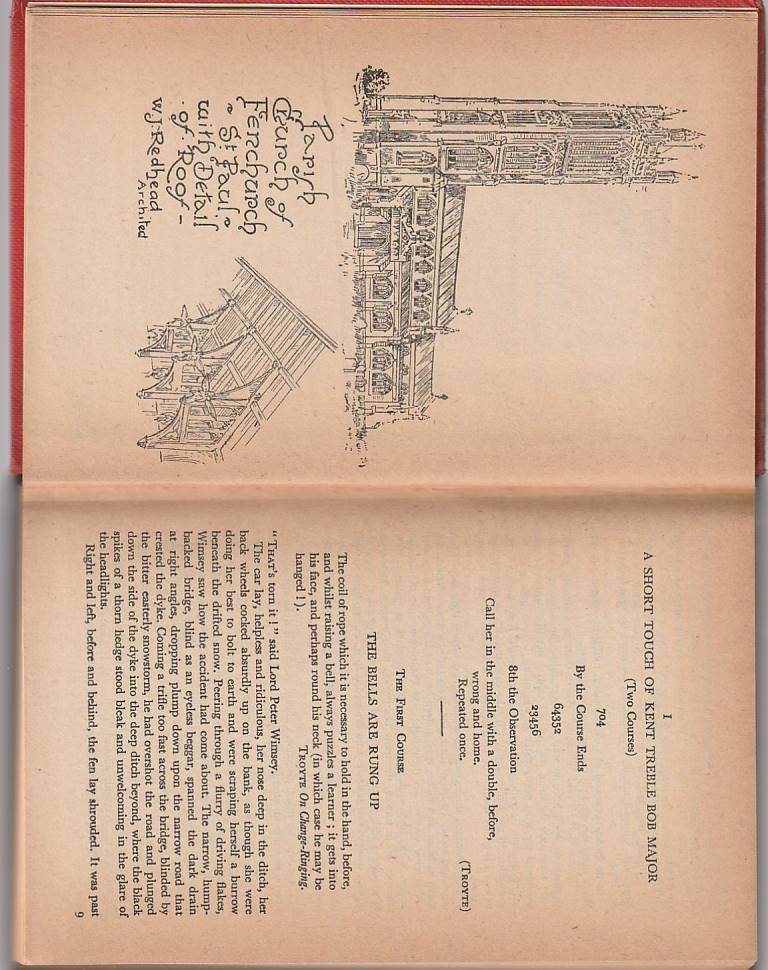 Parish
Church of
Fenchurch
~ St. Paul ~
with Detail
· of Roof –
W.J. Redhead
Architect
I
A SHORT TOUCH OF KENT TREBLE BOB MAJOR
(Two Courses)
704
By the Course Ends
64352
23456
8th the Observation
Call her in the middle with a double, before,
wrong and home.
Repeated once.
(TROYTE)
THE FIRST COURSE
THE BELLS ARE RUNG UP
The coil of rope which it is necessary to hold in the hand, before,
and whilst raising a bell, always puzzles a learner ; it gets into
his face, and perhaps round his neck (in which case he may be
hanged !).
TROYTE On Change-Ringing.
“ THAT’S torn it ! ” said Lord Peter Wimsey.
The car lay, helpless and ridiculous, her nose deep in the ditch, her
back wheels cocked absurdly up on the bank, as though she were
doing her best to bolt to earth and were scraping herself a burrow
beneath the drifted snow. Peering through a flurry of driving flakes,
Wimsey saw how the accident had come about. The narrow, hump-
backed bridge, blind as an eyeless beggar, spanned the dark drain
at right angles, dropping plump down upon the narrow road that
crested the dyke. Coming a trifle too fast across the bridge, blinded by
the bitter easterly snowstorm, he had overshot the road and plunged
down the side of the dyke into the deep ditch beyond, where the black
spikes of a thorn hedge stood bleak and unwelcoming in the glare of
the headlights.
Right and left, before and behind, the fen lay shrouded. It was past
9